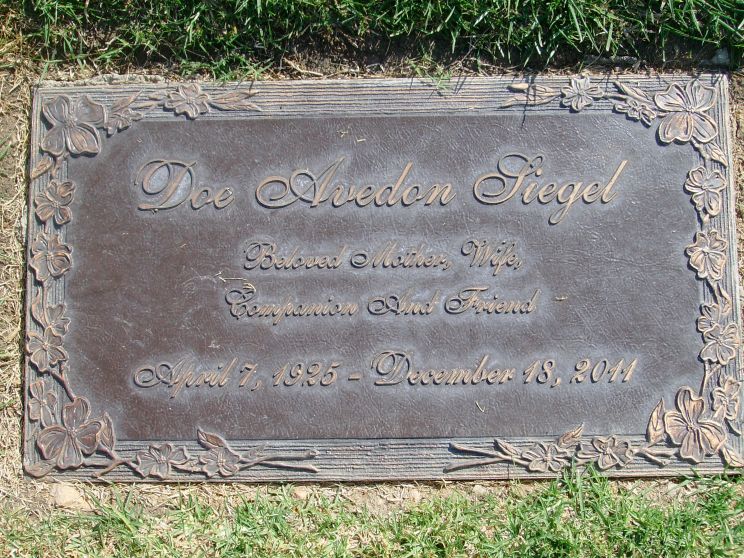 Doe Avedon Siegel
Beloved Mother, Wife,
Companion And Friend
April 7, 1925 - December 18, 2011